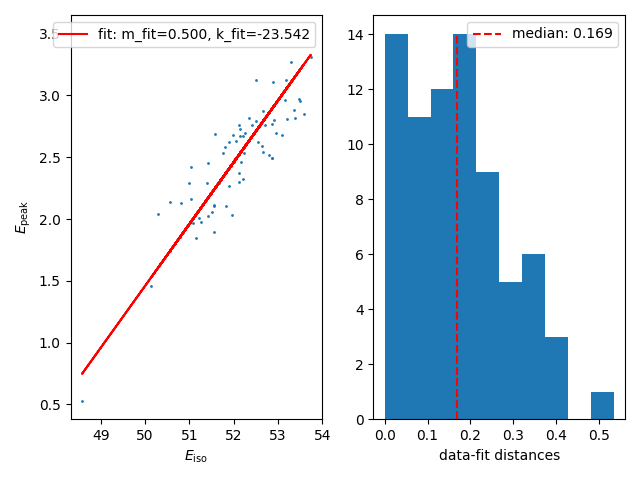 fit: m_fit=0.500, k_fit=-23.542
3.5
3.0
2.5
2.0
1.5
1.0
0.5
E_peak
49 50 51 52 53 54
E_iso
median: 0.169
14
12
10
8
6
4
2
0
0.0 0.1 0.2 0.3 0.4 0.5
data-fit distances